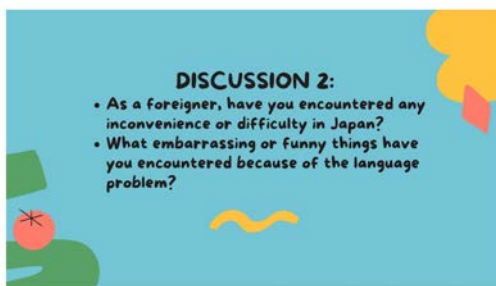 DISCUSSION 2:
• As a foreigner, have you encountered any
inconvenience or difficulty in Japan?
• What embarrassing or funny things have
you encountered because of the language
problem?